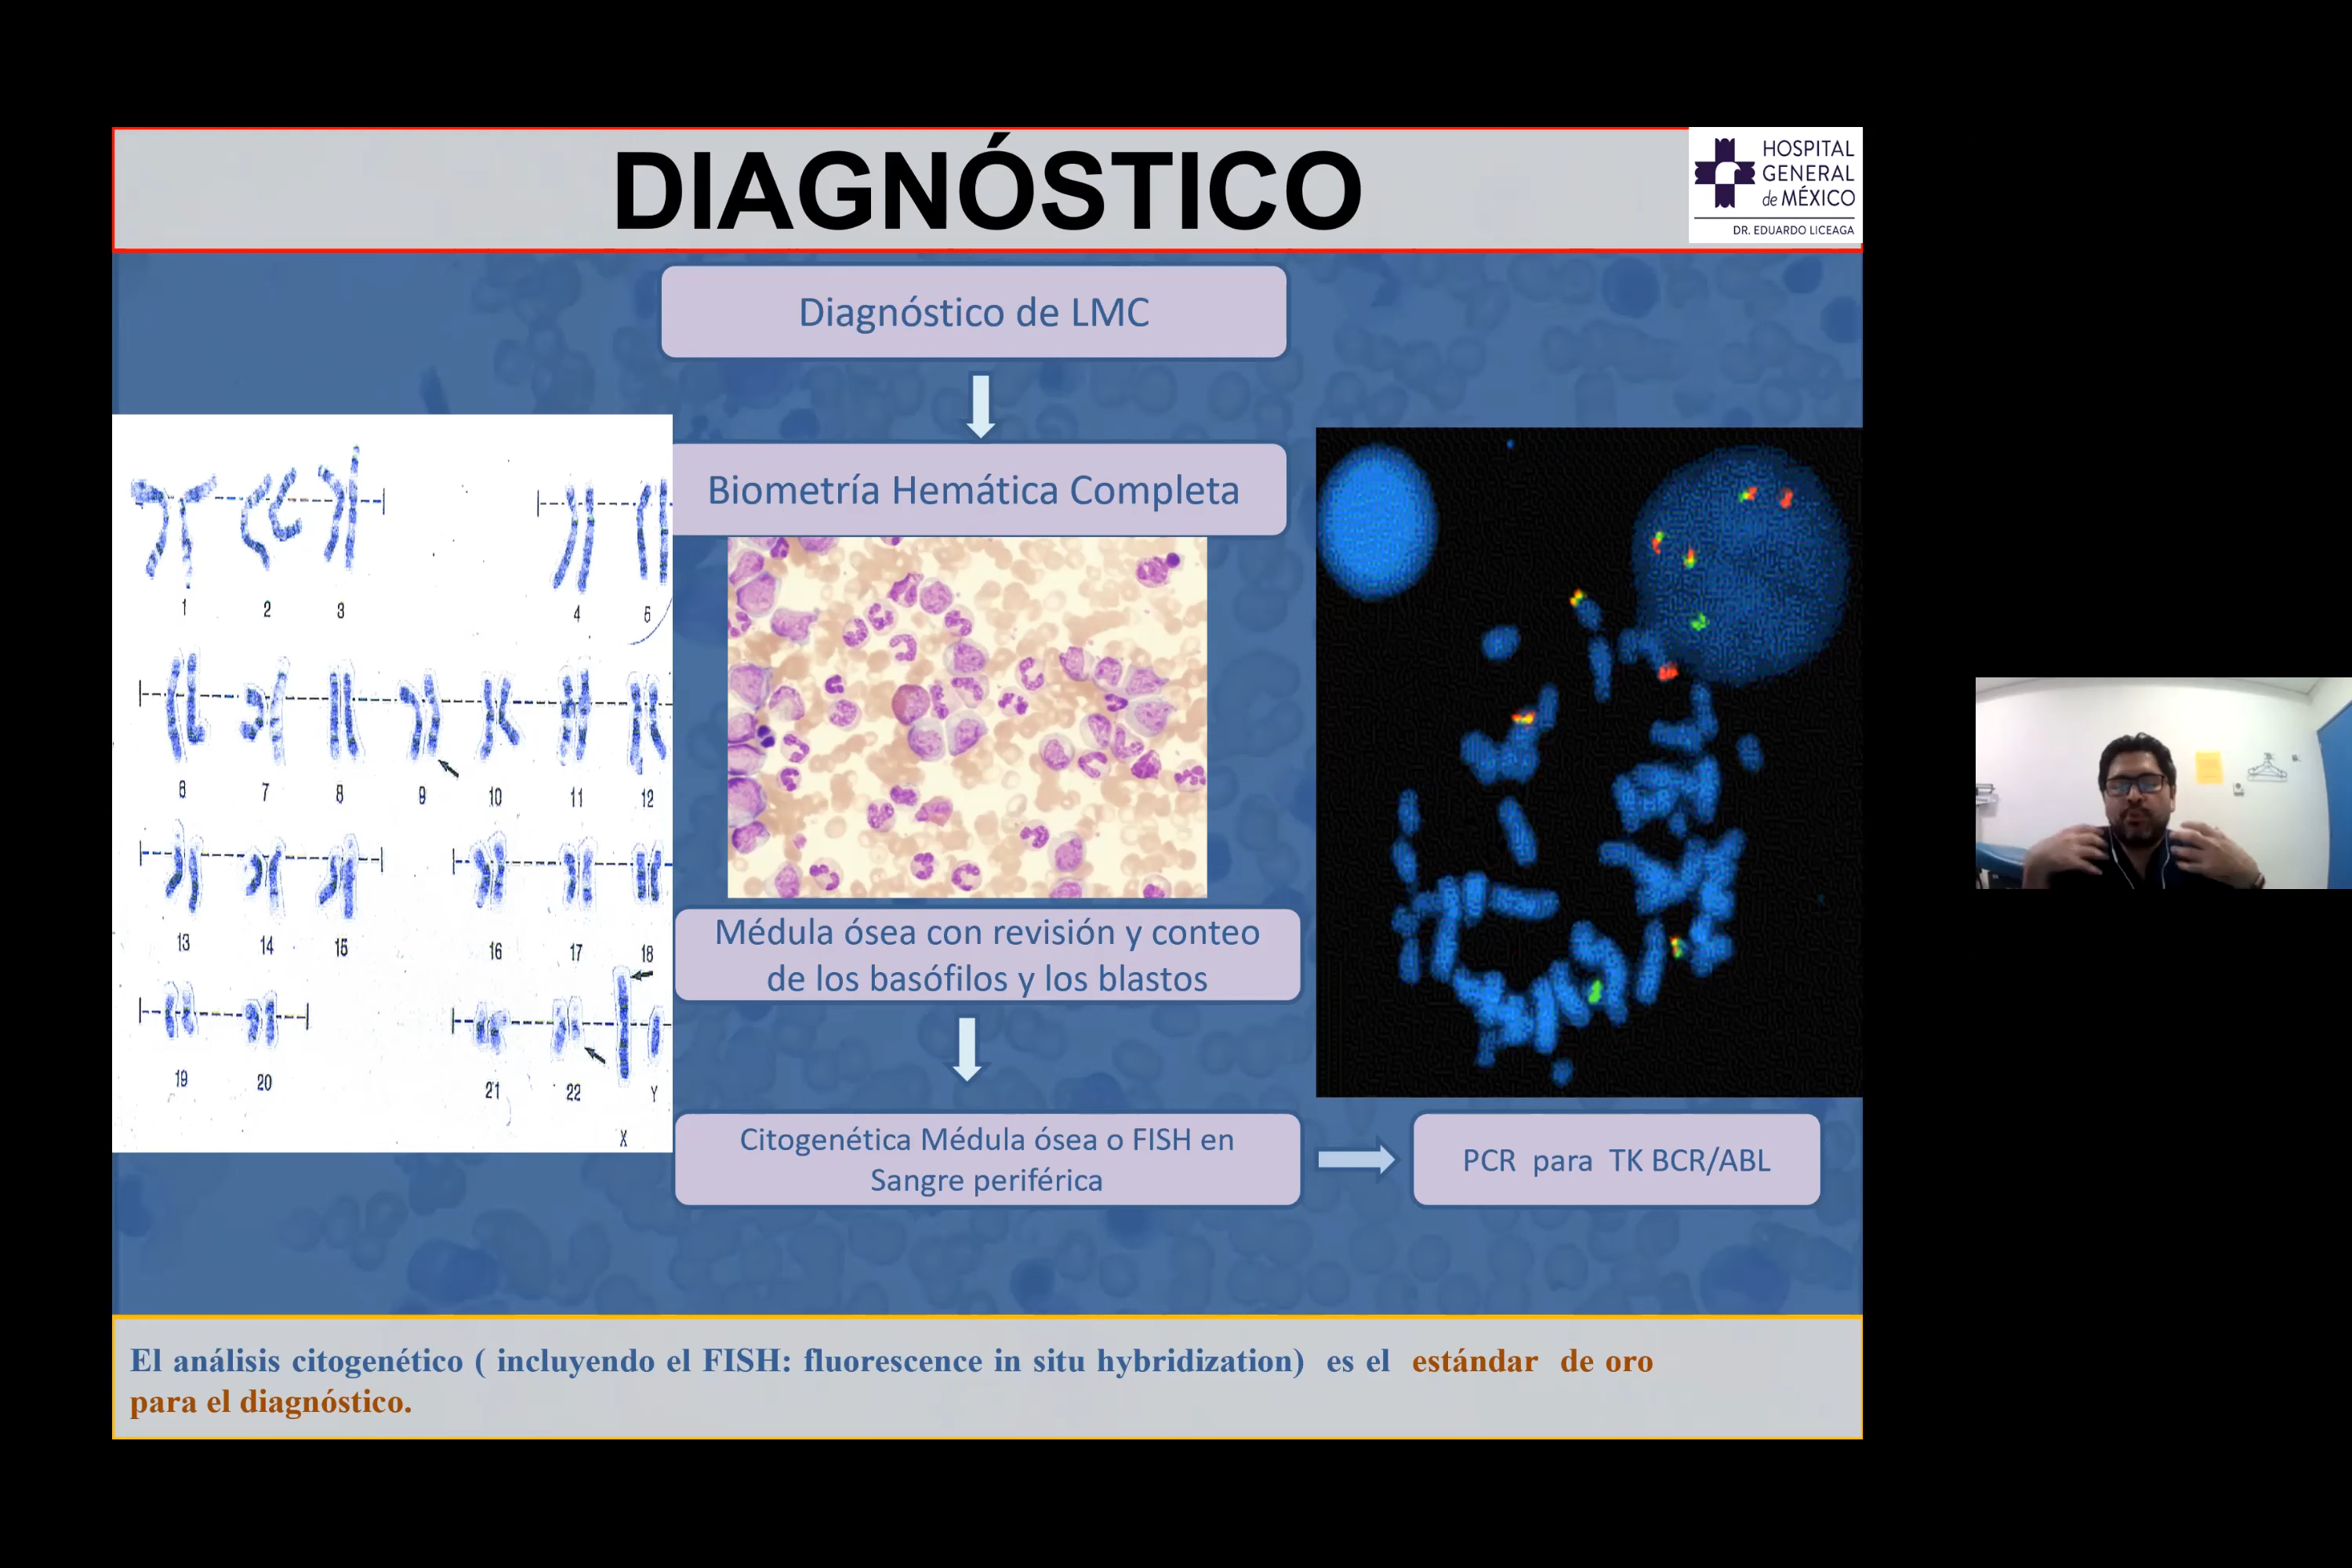 DIAGNÓSTICO
HOSPITAL
GENERAL
de MÉXICO
DR. EDUARDO LICEAGA
Diagnóstico de LMC
Biometría Hemática Completa
1 2 3 4 5
6 7 8 9 10 11 12
13 14 15 16 17 18
19 20 21 22 Y
X
Médula ósea con revisión y conteo
de los basófilos y los blastos
Citogenética Médula ósea o FISH en
Sangre periférica
PCR para TK BCR/ABL
El análisis citogenético ( incluyendo el FISH: fluorescence in situ hybridization) es el estándar de oro
para el diagnóstico.